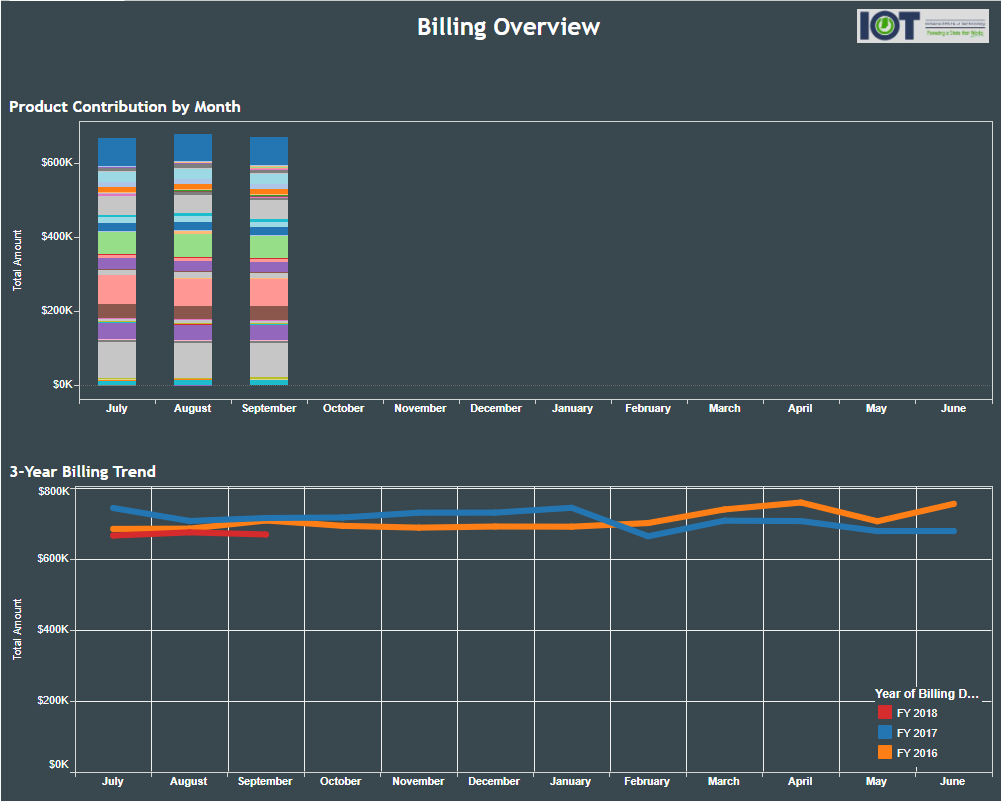 Billing Overview
IOT
Product Contribution by Month
Total Amount
$600K
$400K
$200K
$0K
July August September October November December January February March April May June
3-Year Billing Trend
Total Amount
$800K
$600K
$400K
$200K
$0K
Year of Billing D...
FY 2018
FY 2017
FY 2016
July August September October November December January February March April May June